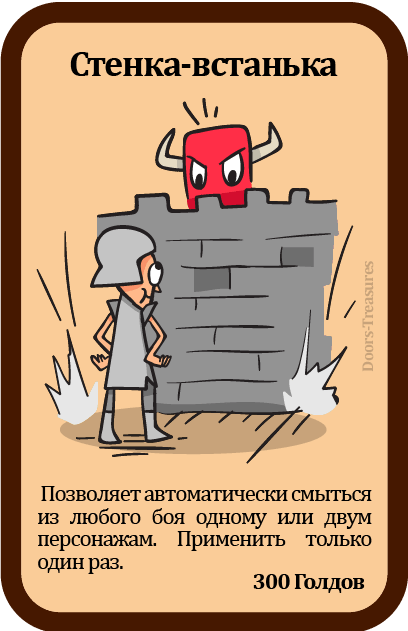 Стенка-встанька
Doors-Treasures
Позволяет автоматически смыться
из любого боя одному или двум
персонажам. Применить только
один раз.
300 Голдов